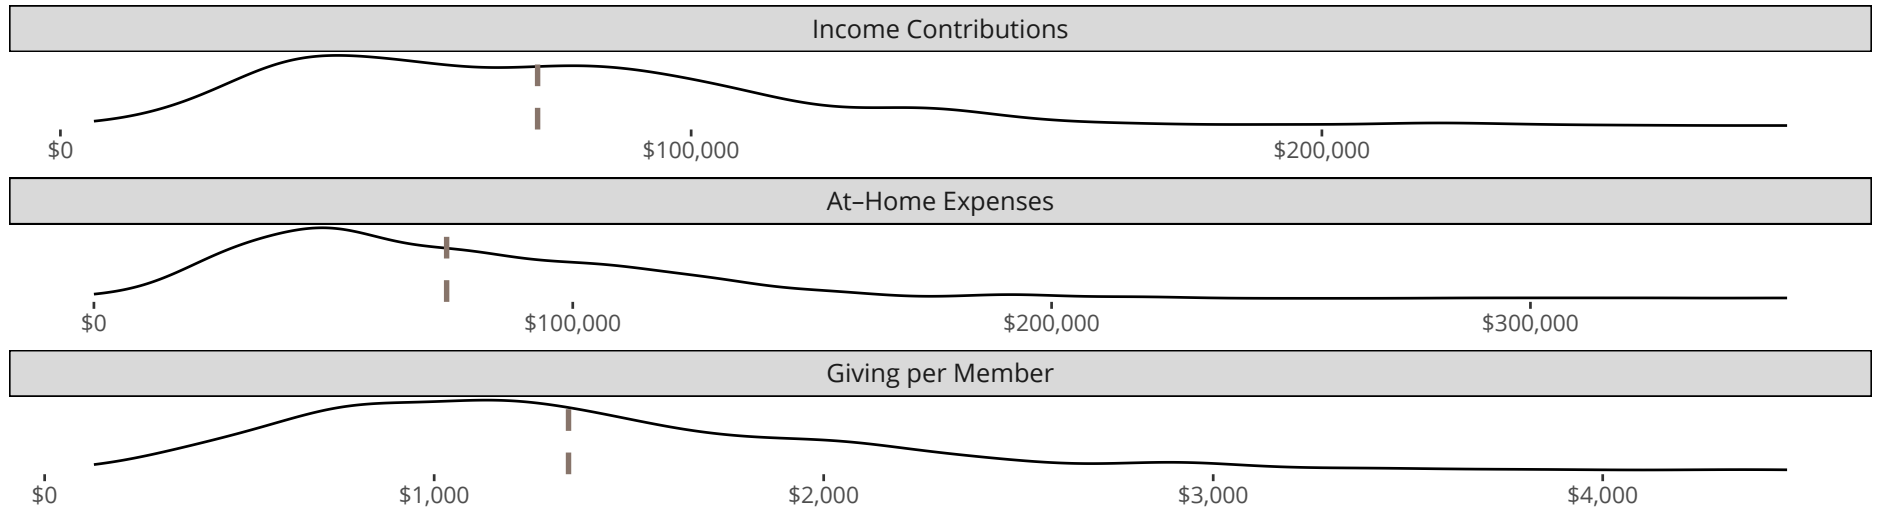 Income Contributions
$0 $100,000 $200,000
At–Home Expenses
$0 $100,000 $200,000 $300,000
Giving per Member
$0 $1,000 $2,000 $3,000 $4,000